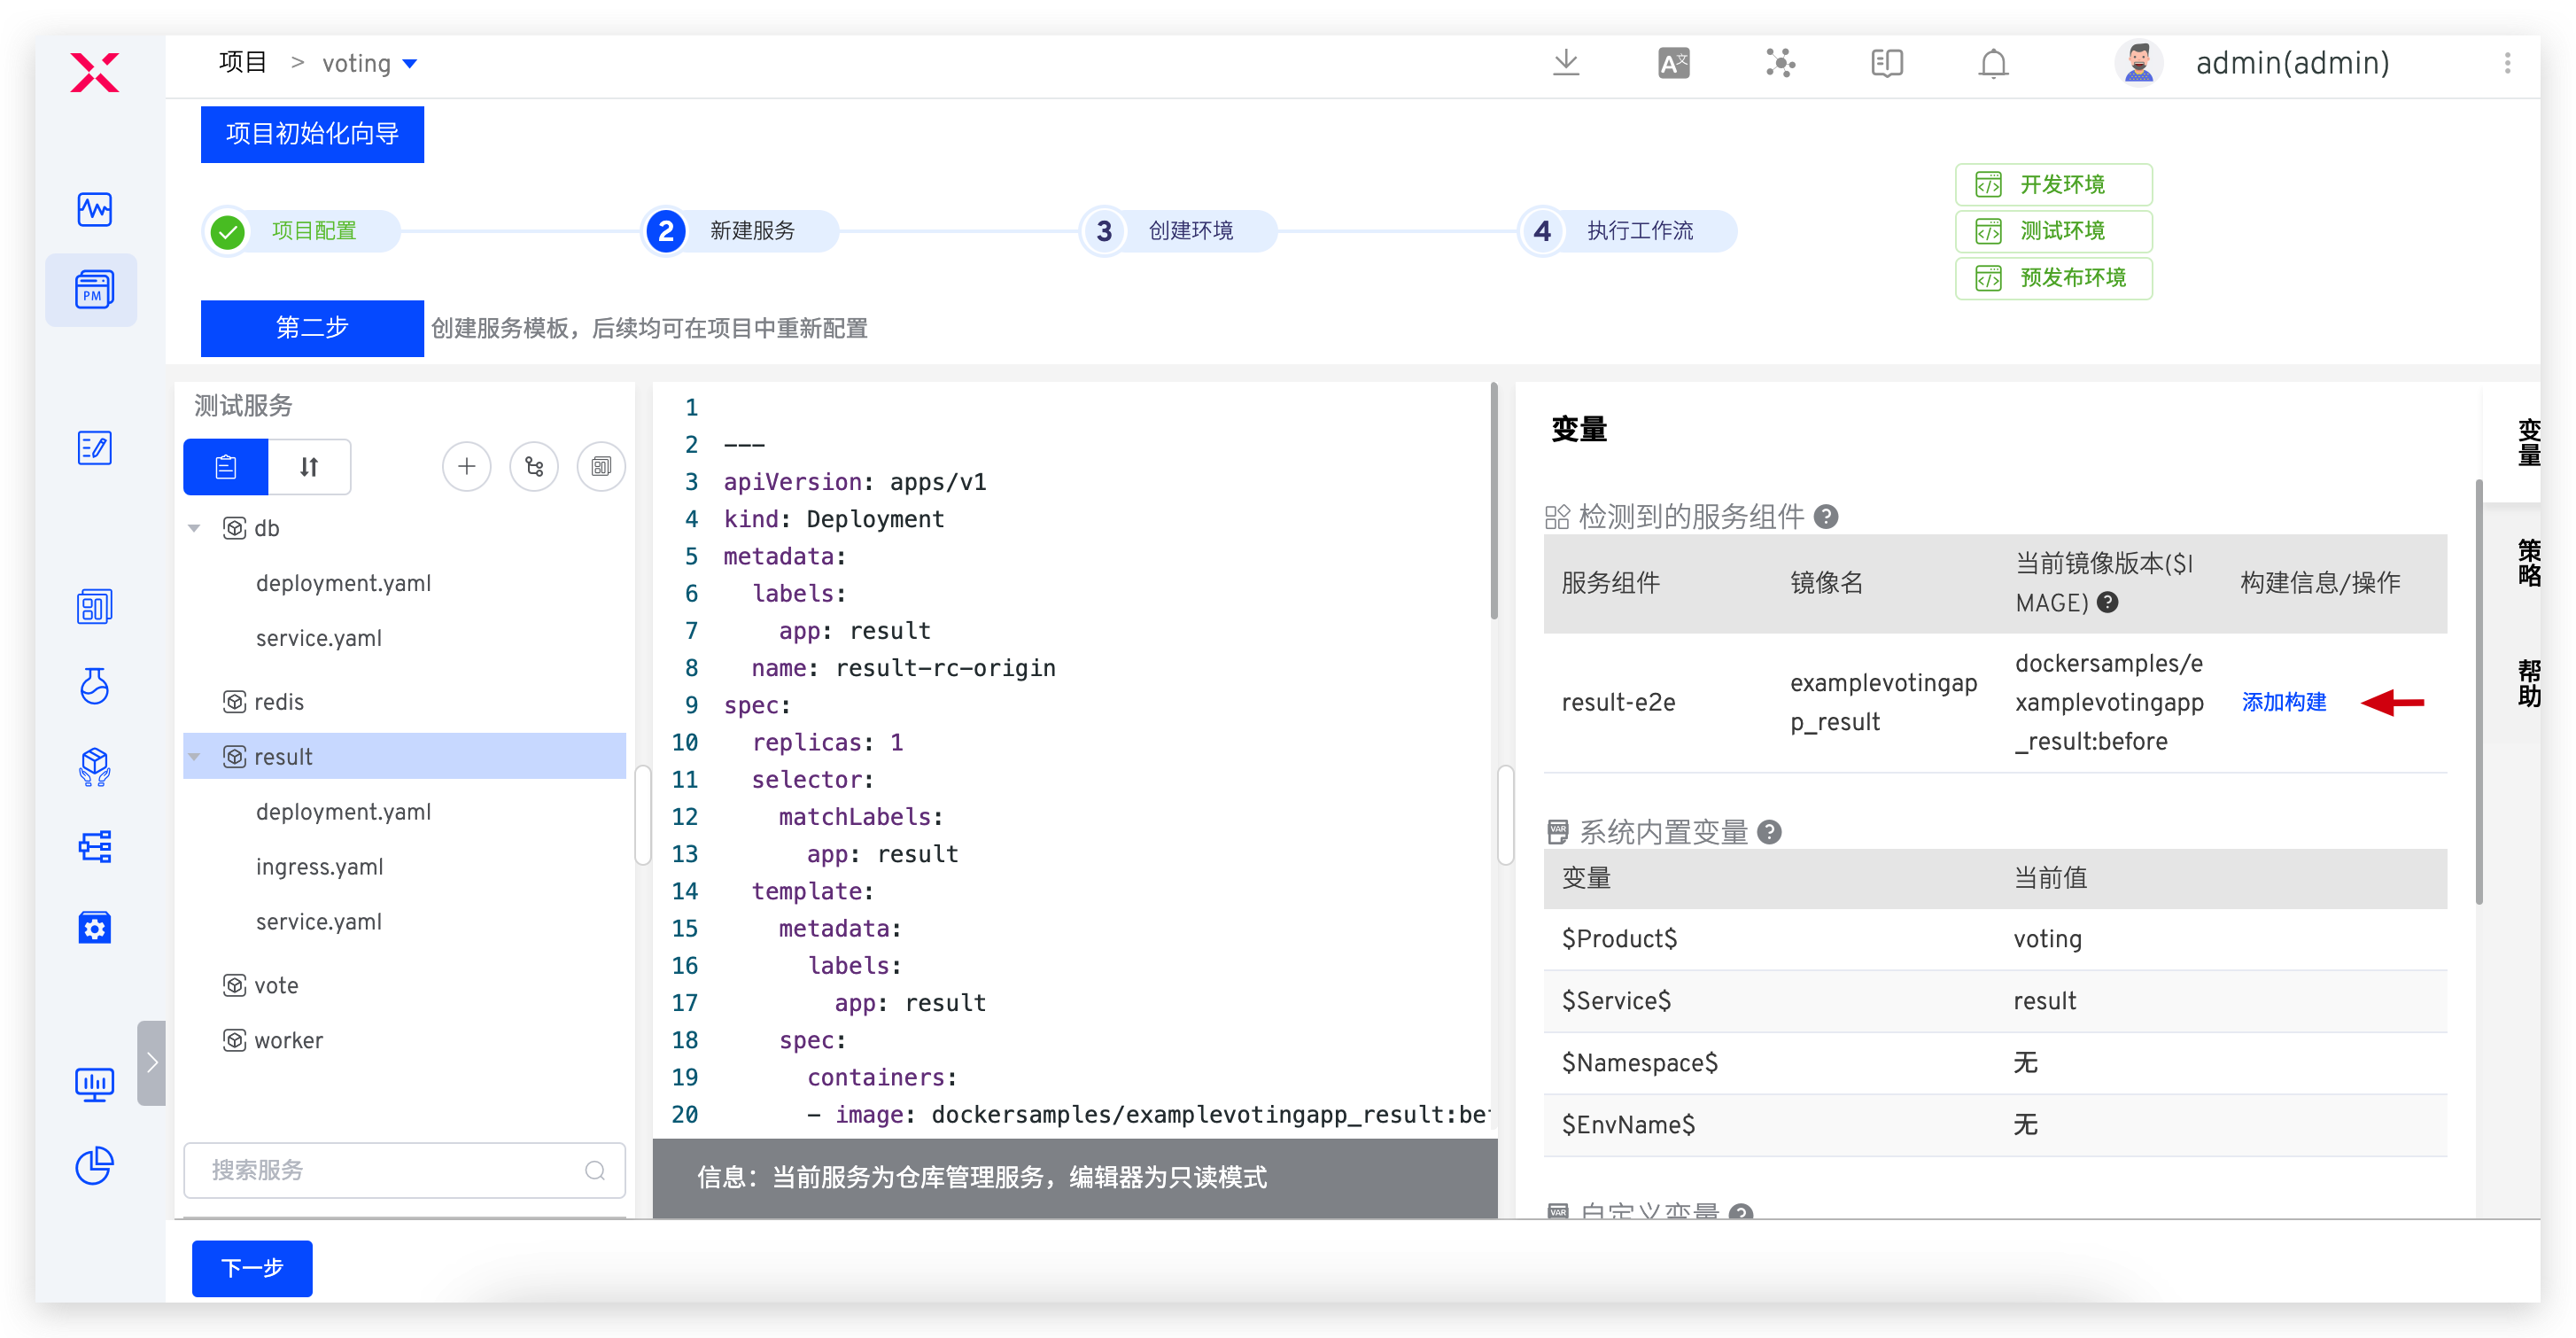 项目 > voting
admin(admin)
项目初始化向导
项目配置
2 新建服务
3 创建环境
4 执行工作流
开发环境
测试环境
预发布环境
第二步 创建服务模板，后续均可在项目中重新配置
PM
测试服务
db
deployment.yaml
service.yaml
redis
result
deployment.yaml
ingress.yaml
service.yaml
vote
worker
搜索服务
1
2 ---
3 apiVersion: apps/v1
4 kind: Deployment
5 metadata:
6 labels:
7 app: result
8 name: result-rc-origin
9 spec:
10 replicas: 1
11 selector:
12 matchLabels:
13 app: result
14 template:
15 metadata:
16 labels:
17 app: result
18 spec:
19 containers:
20 - image: dockersamples/examplevotingapp_result:bef
信息：当前服务为仓库管理服务，编辑器为只读模式
变量
检测到的服务组件
服务组件 镜像名 当前镜像版本($I
MAGE) 构建信息/操作
result-e2e
examplevotingap
p_result
dockersamples/e
xamplevotingapp
_result:before
添加构建
系统内置变量
变量 当前值
$Product$ voting
$Service$ result
$Namespace$ 无
$EnvName$ 无
自定义变量
变量
策略
帮助
下一步